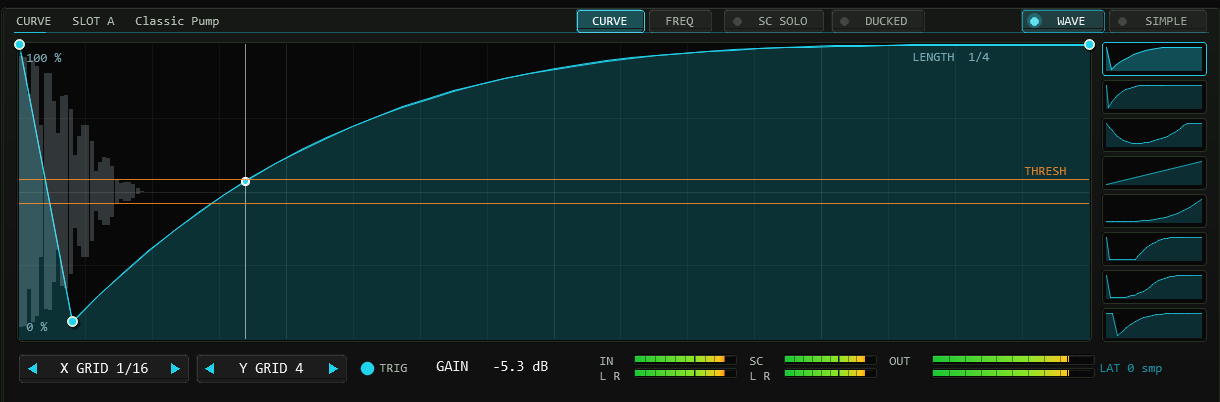 CURVE SLOT A Classic Pump CURVE FREQ SC SOLO DUCKED WAVE SIMPLE
100 % LENGTH 1/4
THRESH
0 %
X GRID 1/16 Y GRID 4 TRIG GAIN -5.3 dB IN SC OUT LAT 0 smp
L R L R